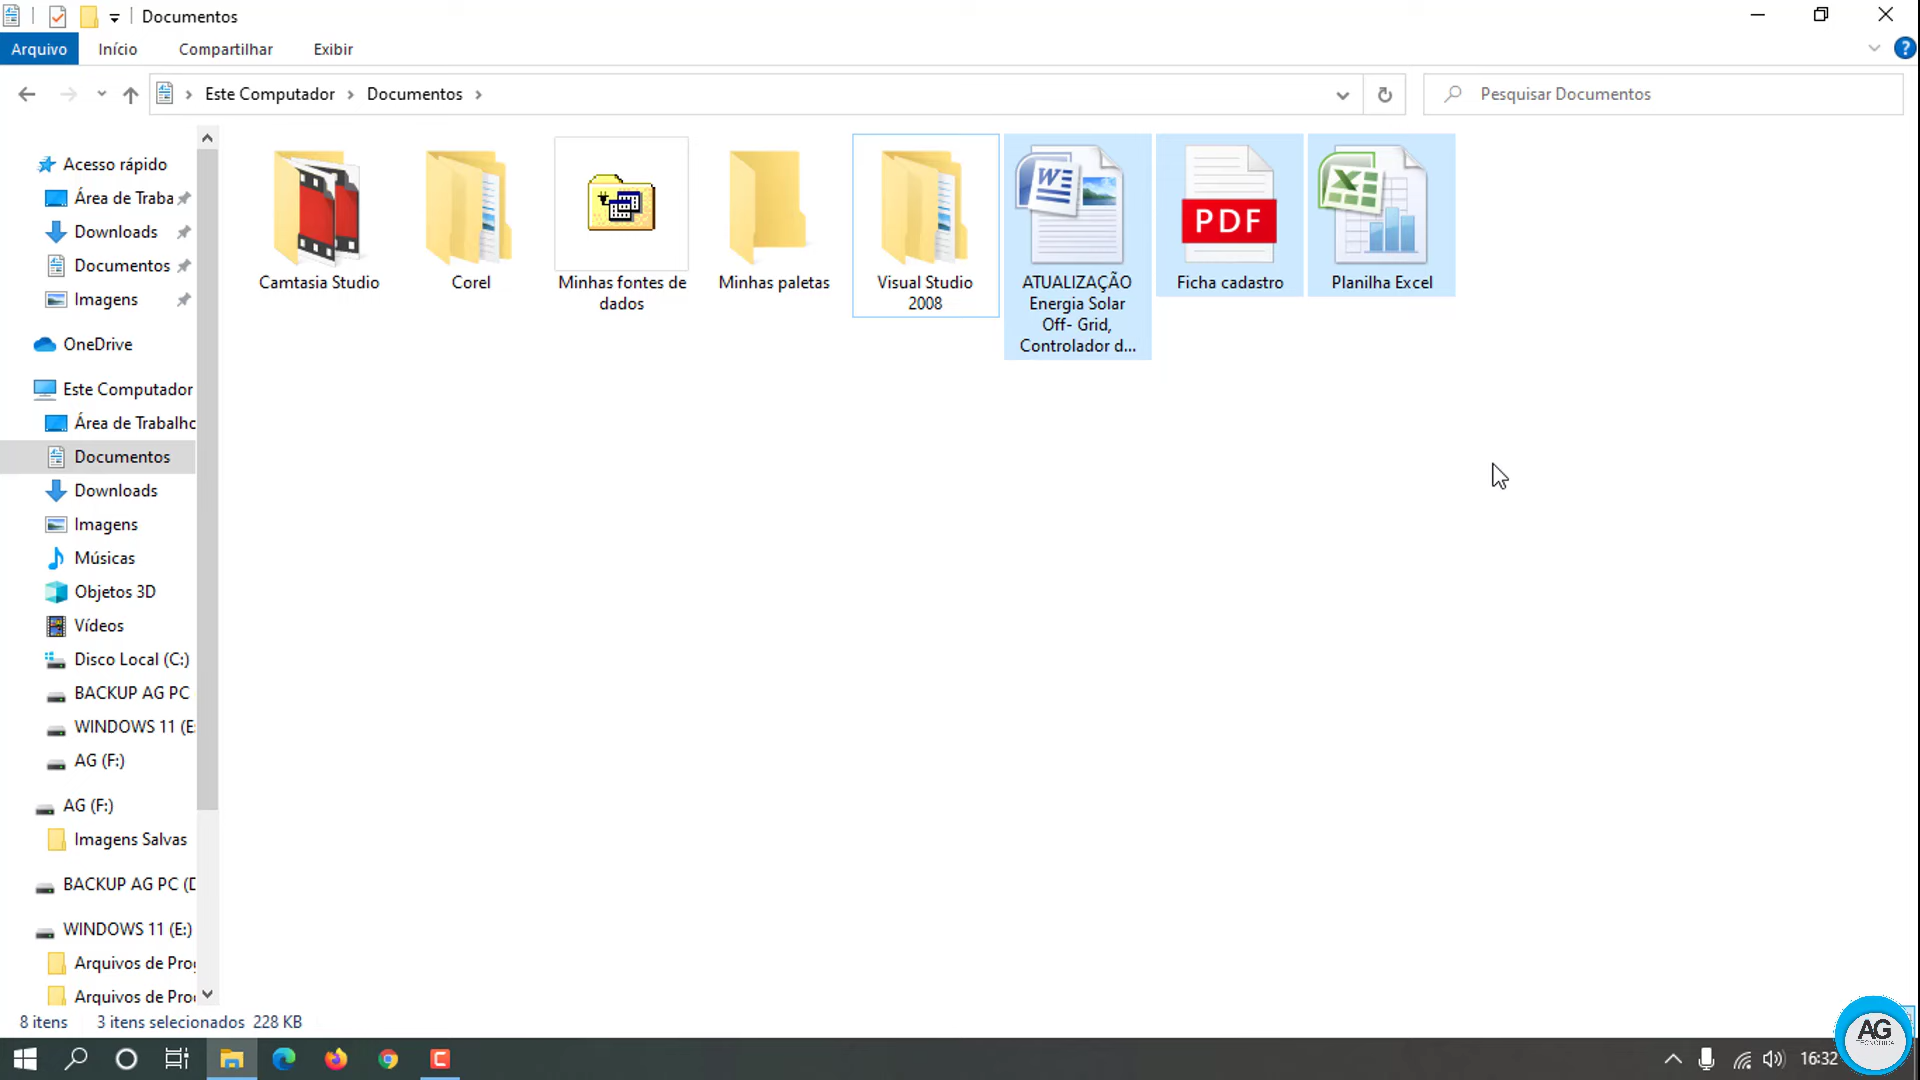 Documentos
Arquivo
Início
Compartilhar
Exibir
Este Computador
Documentos
Pesquisar Documentos
Acesso rápido
Área de Traba
Downloads
Documentos
Imagens
OneDrive
Este Computador
Área de Trabalho
Documentos
Downloads
Imagens
Músicas
Objetos 3D
Vídeos
Disco Local (C:)
BACKUP AG PC
WINDOWS 11 (E:
AG (F:)
AG (F:)
Imagens Salvas
BACKUP AG PC (D
WINDOWS 11 (E:)
Arquivos de Prog
Arquivos de Prog
Camtasia Studio
Corel
Minhas fontes de
dados
Minhas paletas
Visual Studio
2008
W
ATUALIZAÇÃO
Energia Solar
Off- Grid,
Controlador d...
PDF
Ficha cadastro
X
Planilha Excel
8 itens
3 itens selecionados 228 KB
C
16:32
AG